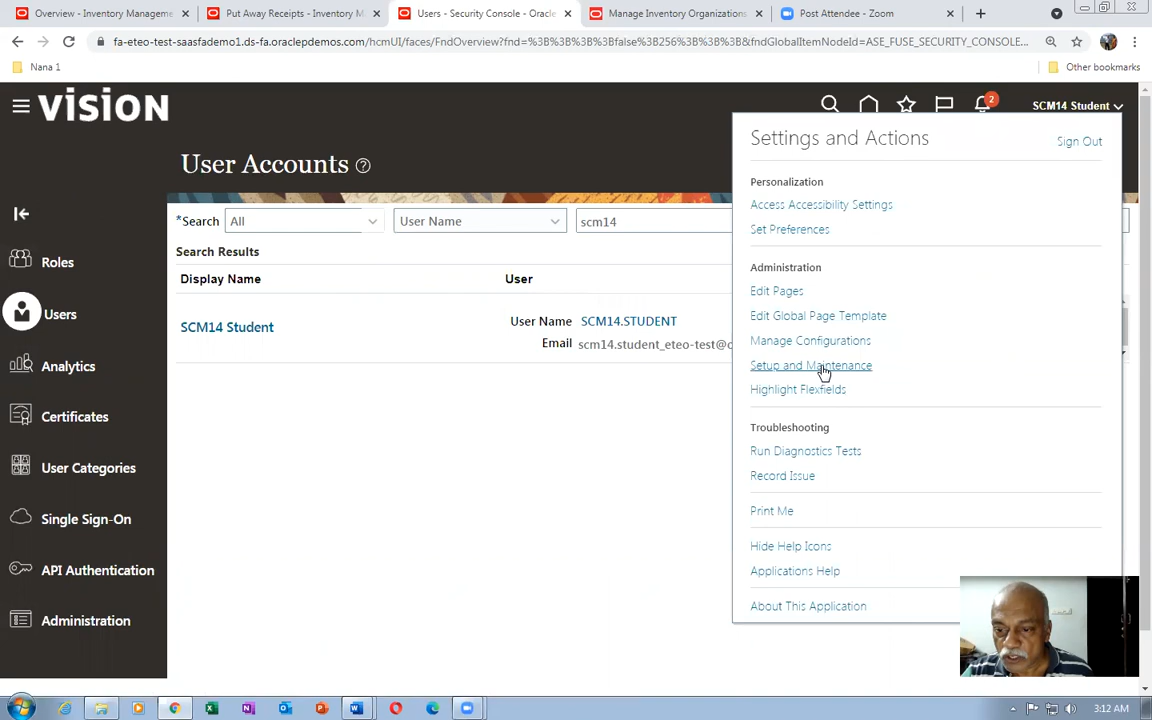 Overview - Inventory Manageme
Put Away Receipts - Inventory M
Users - Security Console - Oracle
Manage Inventory Organizations
Post Attendee - Zoom
fa-eteo-test-saasfademo1.ds-fa.oraclepdemos.com/hcmUI/faces/FndOverview?fnd=%3B%3B%3B%3Bfalse%3B256%3B%3B%3B&fndGlobalItemNodeId=ASE_FUSE_SECURITY_CONSOLE...
Nana 1
Other bookmarks
VISION
2
SCM14 Student
User Accounts
Settings and Actions
Sign Out
Personalization
Access Accessibility Settings
Set Preferences
Administration
Edit Pages
Edit Global Page Template
Manage Configurations
Setup and Maintenance
Highlight Flexfields
Troubleshooting
Run Diagnostics Tests
Record Issue
Print Me
Hide Help Icons
Applications Help
About This Application
*Search All User Name scm14
Search Results
Display Name User
SCM14 Student
User Name SCM14.STUDENT
Email scm14.student_eteo-test@o
Roles
Users
Analytics
Certificates
User Categories
Single Sign-On
API Authentication
Administration
3:12 AM